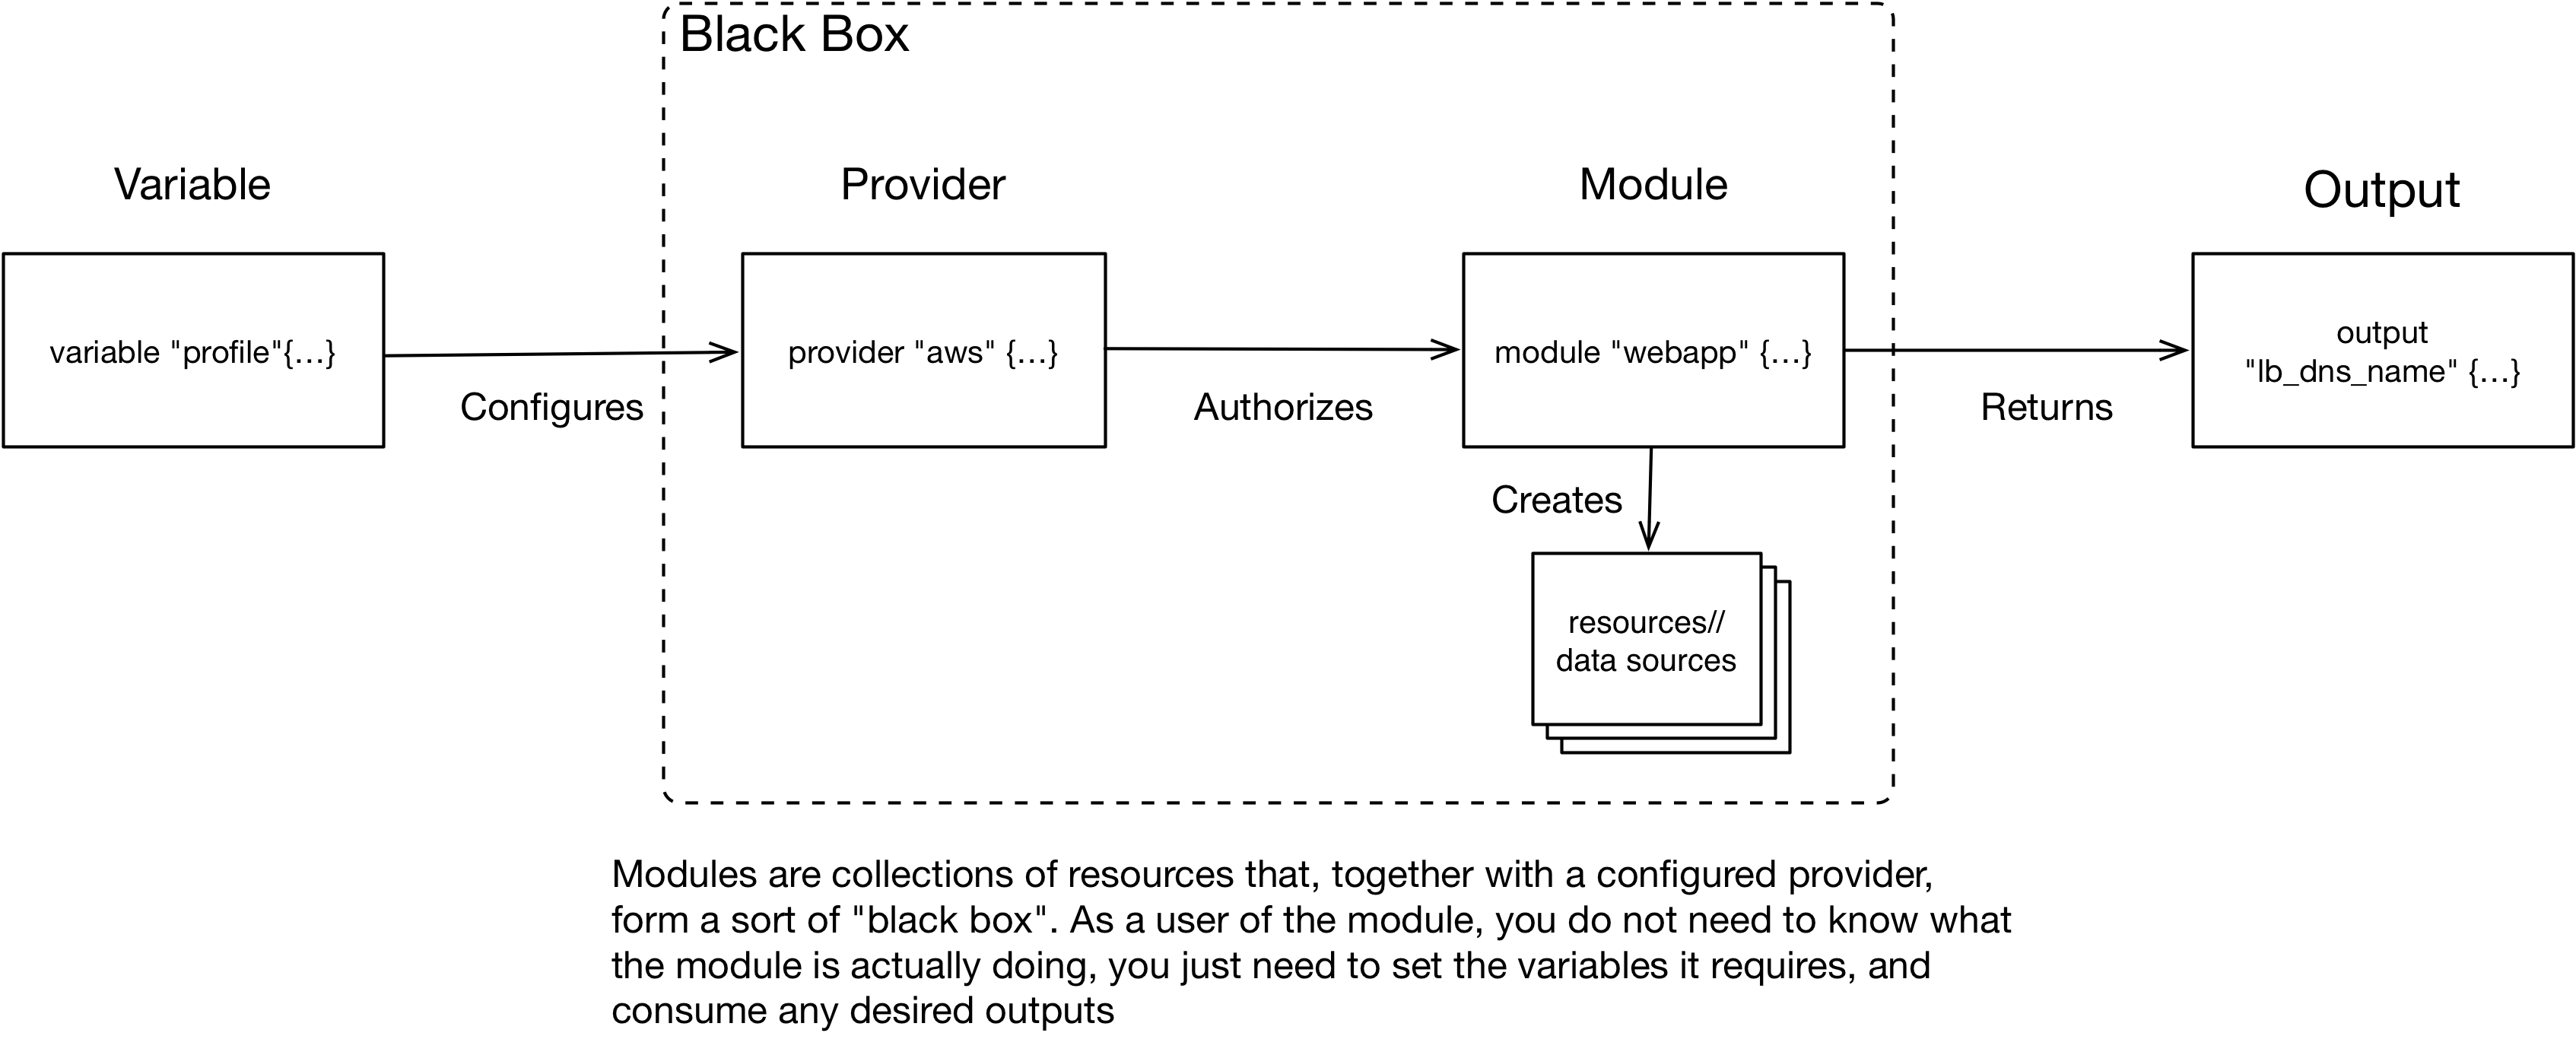 Black Box
Variable
Provider
Module
Output
variable "profile"{...}
Configures
provider "aws" {...}
Authorizes
module "webapp" {...}
Returns
output
"lb_dns_name" {...}
Creates
resources//
data sources
Modules are collections of resources that, together with a configured provider,
form a sort of "black box". As a user of the module, you do not need to know what
the module is actually doing, you just need to set the variables it requires, and
consume any desired outputs